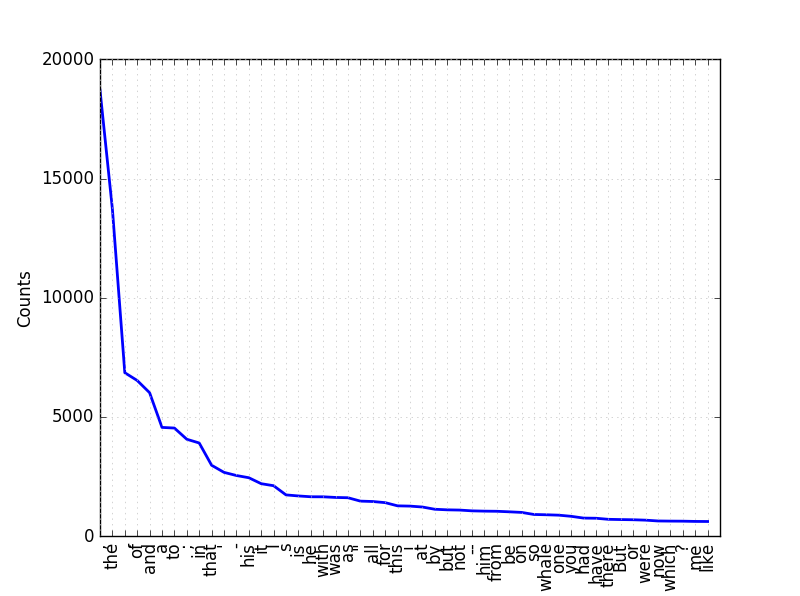 20000
15000
10000
5000
0
Counts
,
the
.
of
and
a
to
;
in
that
'
-
his
it
I
s
is
he
with
was
as
"
all
for
this
!
at
by
but
not
--
him
from
be
on
so
whale
one
you
had
have
there
But
or
were
now
which
?
me
like